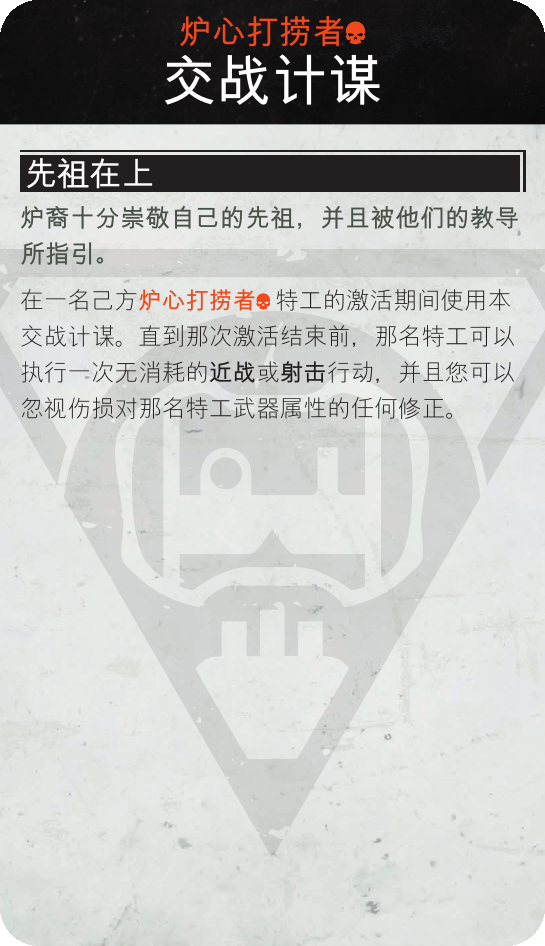 炉心打捞者
交战计谋
先祖在上
炉裔十分崇敬自己的先祖，并且被他们的教导
所指引。
在一名己方炉心打捞者特工的激活期间使用本
交战计谋。直到那次激活结束前，那名特工可以
执行一次无消耗的近战或射击行动，并且您可以
忽视伤损对那名特工武器属性的任何修正。